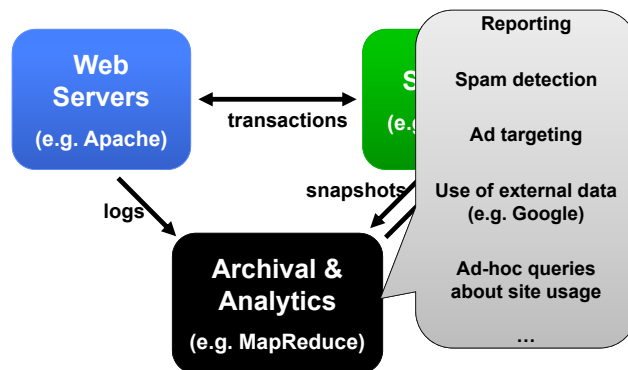 Web
Servers
(e.g. Apache)
transactions
logs
snapshots
Archival &
Analytics
(e.g. MapReduce)
Reporting
Spam detection
Ad targeting
Use of external data
(e.g. Google)
Ad-hoc queries
about site usage
…